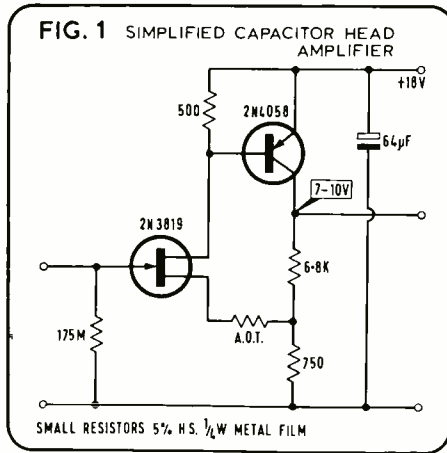 FIG. 1 SIMPLIFIED CAPACITOR HEAD
AMPLIFIER
+18V
500
2N4058
64µF
7-10V
2N3819
6·8K
175M
A.O.T.
750
SMALL RESISTORS 5% HS. ¼W METAL FILM